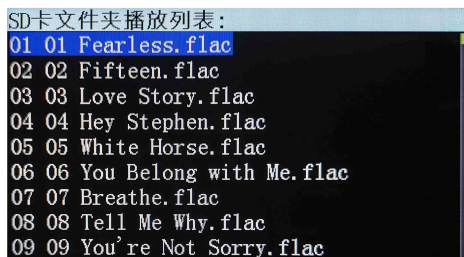 SD卡文件夹播放列表:
01 01 Fearless.flac
02 02 Fifteen.flac
03 03 Love Story.flac
04 04 Hey Stephen.flac
05 05 White Horse.flac
06 06 You Belong with Me.flac
07 07 Breathe.flac
08 08 Tell Me Why.flac
09 09 You're Not Sorry.flac